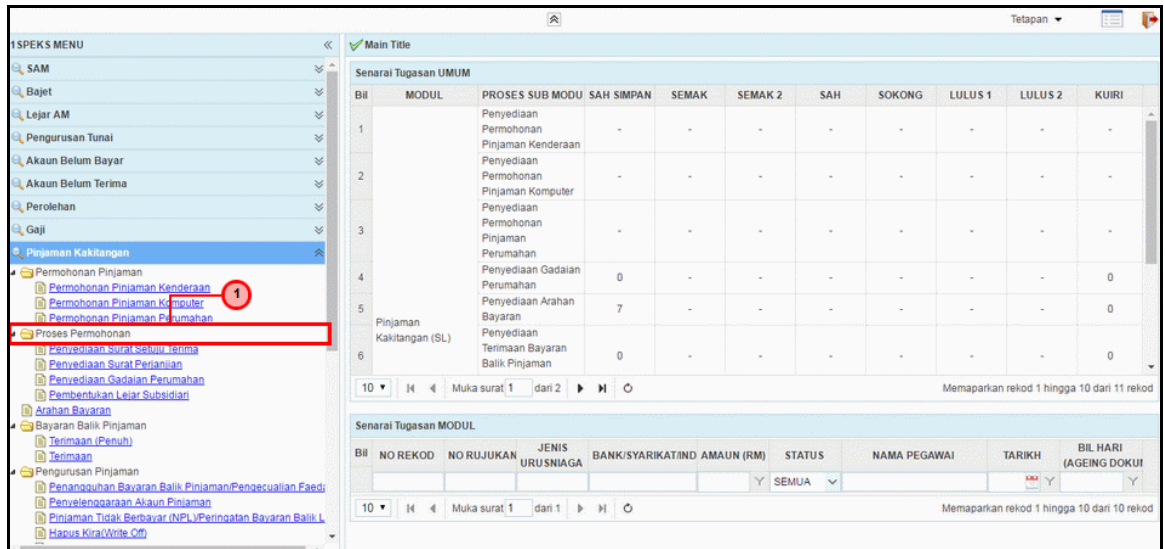 Tetapan
1SPEKS MENU
SAM
Bajet
Lejar AM
Pengurusan Tunai
Akaun Belum Bayar
Akaun Belum Terima
Perolehan
Gaji
Pinjaman Kakitangan
Permohonan Pinjaman
Permohonan Pinjaman Kenderaan
Permohonan Pinjaman Komputer
Permohonan Pinjaman Perumahan
1
Proses Permohonan
Penyediaan Surat Setuju Terima
Penyediaan Surat Perjanjian
Penyediaan Gadaian Perumahan
Pembentukan Lejar Subsidiari
Arahan Bayaran
Bayaran Balik Pinjaman
Terimaan (Penuh)
Terimaan
Pengurusan Pinjaman
Penangguhan Bayaran Balik Pinjaman/Pengecualian Faeda
Penyelenggaraan Akaun Pinjaman
Pinjaman Tidak Berbayar (NPL)/Peringatan Bayaran Balik L
Hapus Kira(Write Off)
Main Title
Senarai Tugasan UMUM
Bil MODUL PROSES SUB MODU SAH SIMPAN SEMAK SEMAK 2 SAH SOKONG LULUS 1 LULUS 2 KUIRI
Penyediaan
1 Permohonan - - - - - - - -
Pinjaman Kenderaan
Penyediaan
2 Permohonan - - - - - - - -
Pinjaman Komputer
Penyediaan
Permohonan
3 Pinjaman - - - - - - - -
Perumahan
4 Penyediaan Gadaian 0 - - - - - - 0
Perumahan
5 Penyediaan Arahan 7 - - - - - - 0
Bayaran
Pinjaman
Kakitangan (SL)
Penyediaan
6 Terimaan Bayaran 0 - - - - - - 0
Balik Pinjaman
10 Muka surat 1 dari 2 Memaparkan rekod 1 hingga 10 dari 11 rekod
Senarai Tugasan MODUL
Bil NO REKOD NO RUJUKAN JENIS URUSNIAGA BANK/SYARIKAT/IND AMAUN (RM) STATUS NAMA PEGAWAI TARIKH BIL HARI (AGEING DOKUI
SEMUA
10 Muka surat 1 dari 1 Memaparkan rekod 1 hingga 10 dari 10 rekod